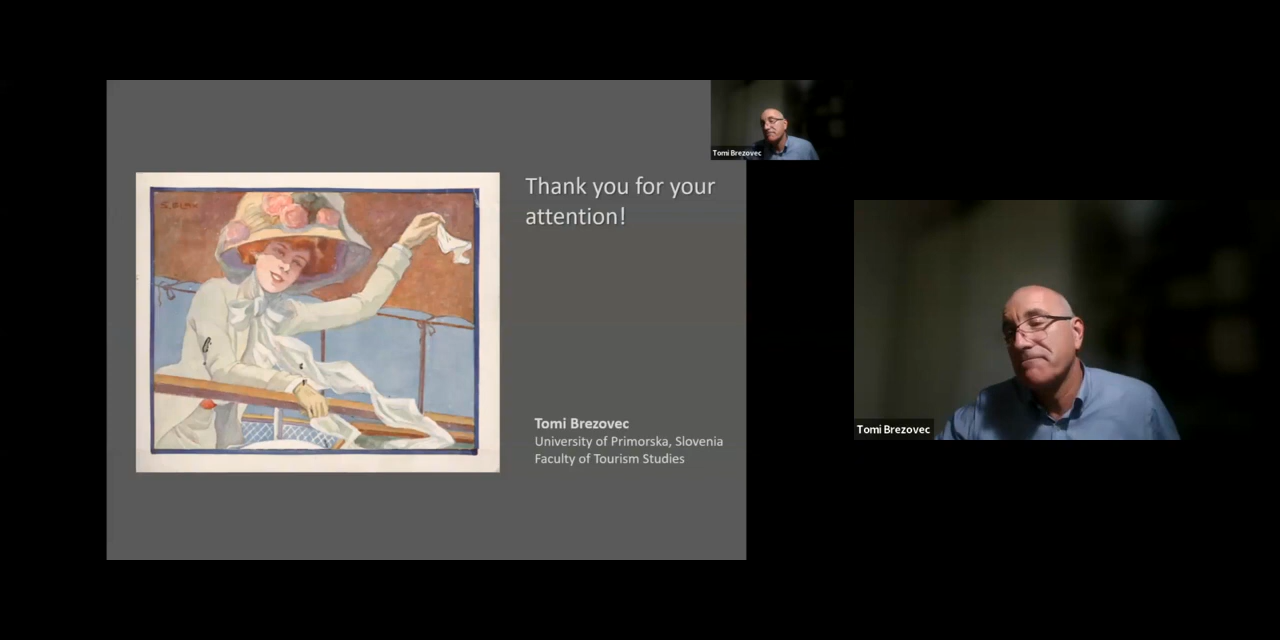 Tomi Brezovec
Thank you for your
attention!
Tomi Brezovec
University of Primorska, Slovenia
Faculty of Tourism Studies
Tomi Brezovec